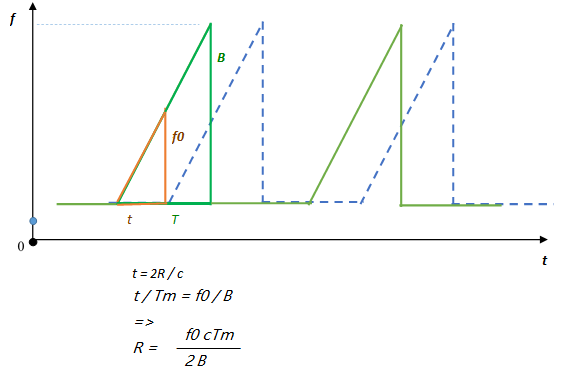 f
B
f0
t
T
0
t
t = 2R / c
t / Tm = f0 / B
=>
R = f0 cTm
2 B